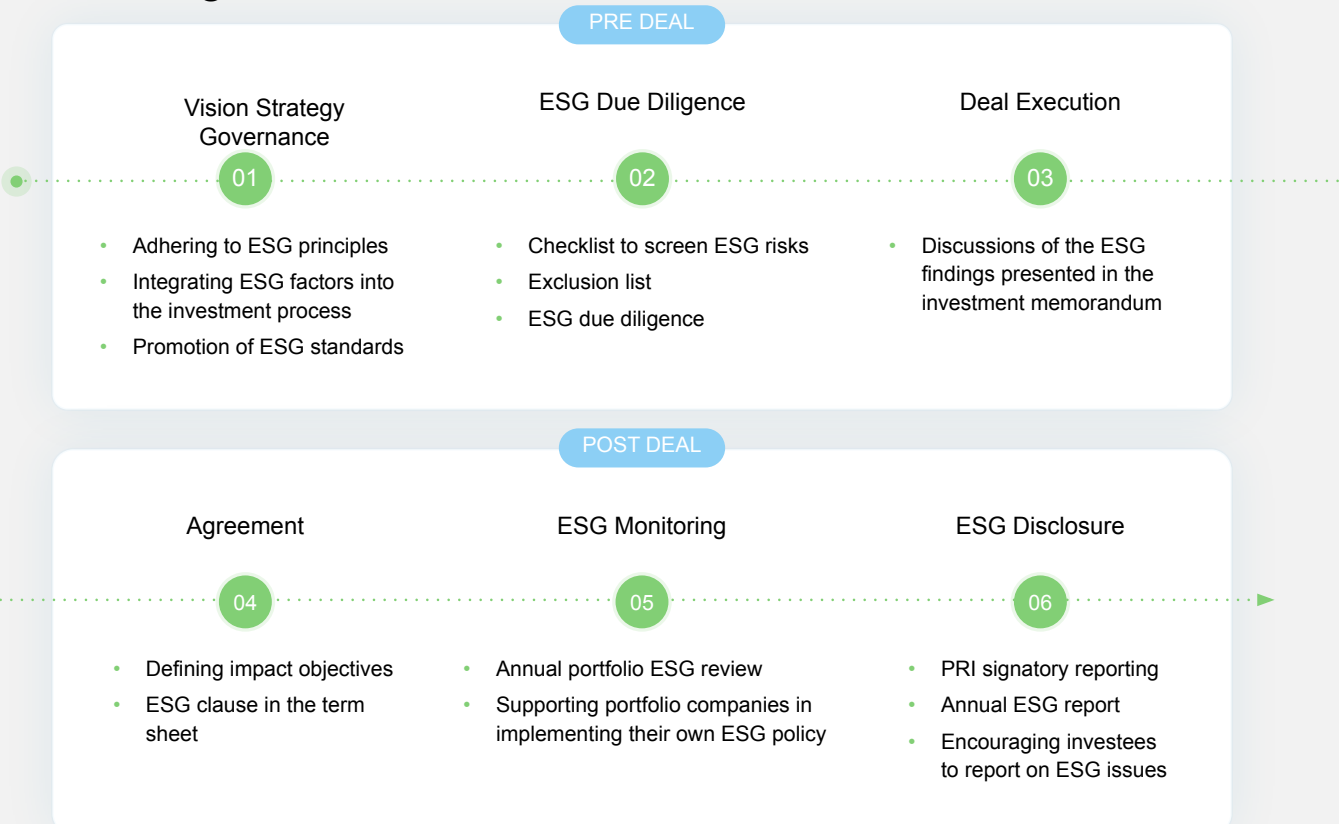 PRE DEAL
Vision Strategy
Governance
01
• Adhering to ESG principles
• Integrating ESG factors into
the investment process
• Promotion of ESG standards
ESG Due Diligence
02
• Checklist to screen ESG risks
• Exclusion list
• ESG due diligence
Deal Execution
03
• Discussions of the ESG
findings presented in the
investment memorandum
POST DEAL
Agreement
04
• Defining impact objectives
• ESG clause in the term
sheet
ESG Monitoring
05
• Annual portfolio ESG review
• Supporting portfolio companies in
implementing their own ESG policy
ESG Disclosure
06
• PRI signatory reporting
• Annual ESG report
• Encouraging investees
to report on ESG issues